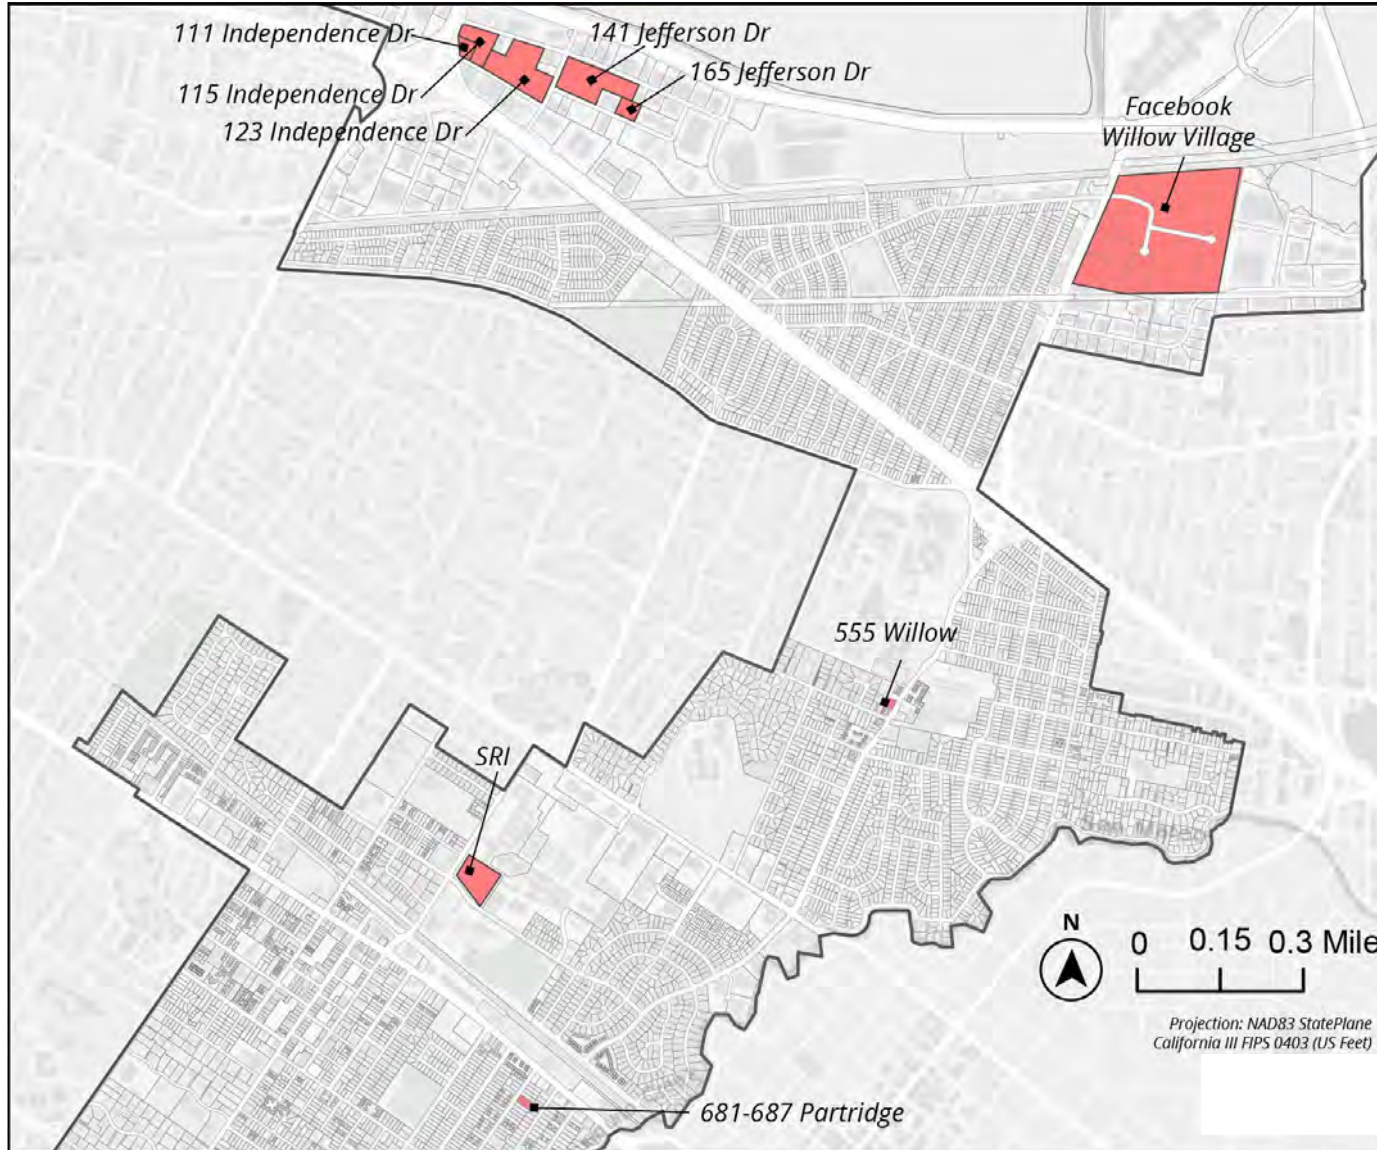 111 Independence Dr
141 Jefferson Dr
165 Jefferson Dr
115 Independence Dr
123 Independence Dr
Facebook
Willow Village
555 Willow
SRI
N
0 0.15 0.3 Mile
Projection: NAD83 StatePlane
California III FIPS 0403 (US Feet)
681-687 Partridge